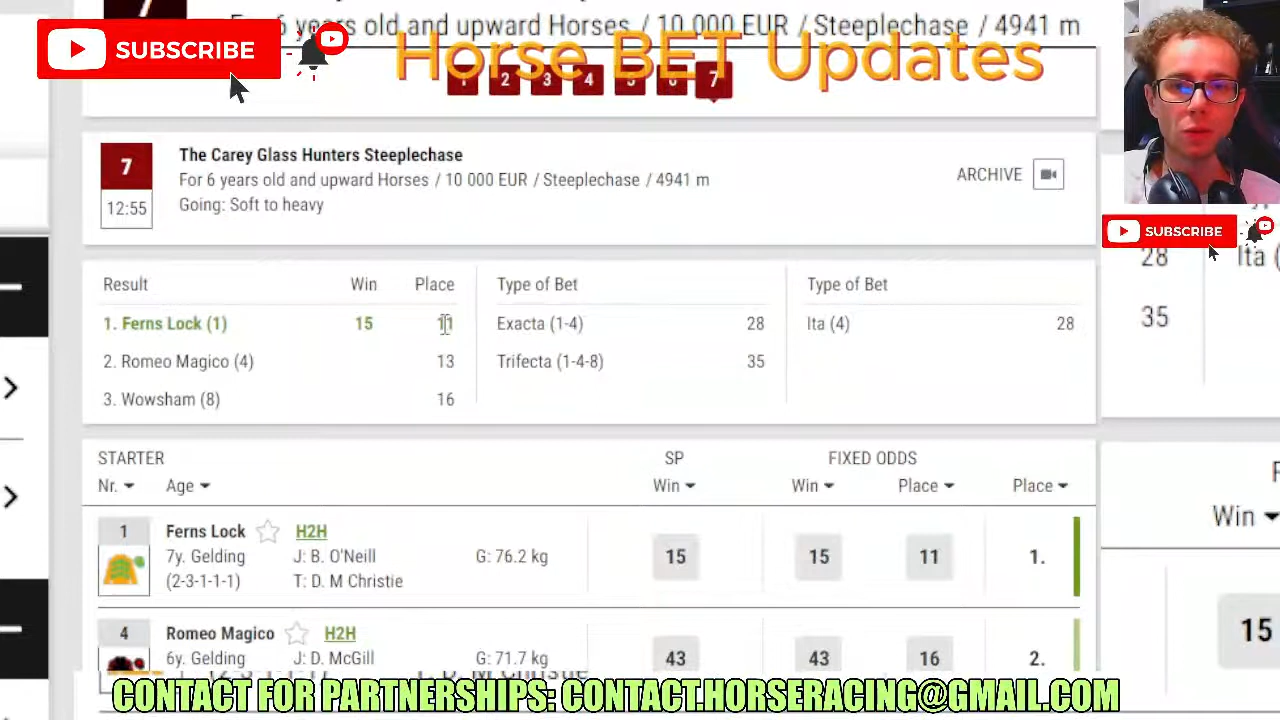 7
For 6 years old and upward Horses / 10 000 EUR / Steeplechase / 4941 m
SUBSCRIBE
Horse BET Updates
1 2 3 4 5 6 7
7
12:55
The Carey Glass Hunters Steeplechase
For 6 years old and upward Horses / 10 000 EUR / Steeplechase / 4941 m
Going: Soft to heavy
ARCHIVE
SUBSCRIBE
28 Ita (
35
Result Win Place
1. Ferns Lock (1) 15 11
2. Romeo Magico (4) 13
3. Wowsham (8) 16
Type of Bet
Exacta (1-4) 28
Trifecta (1-4-8) 35
Type of Bet
Ita (4) 28
STARTER SP FIXED ODDS
Nr. Age Win Win Place Place
Win
1 Ferns Lock H2H
7y. Gelding J: B. O'Neill G: 76.2 kg 15 15 11 1.
(2-3-1-1-1) T: D. M Christie
15
4 Romeo Magico H2H
6y. Gelding J: D. McGill G: 71.7 kg 43 43 16 2.
CONTACT FOR PARTNERSHIPS: CONTACT.HORSERACING@GMAIL.COM